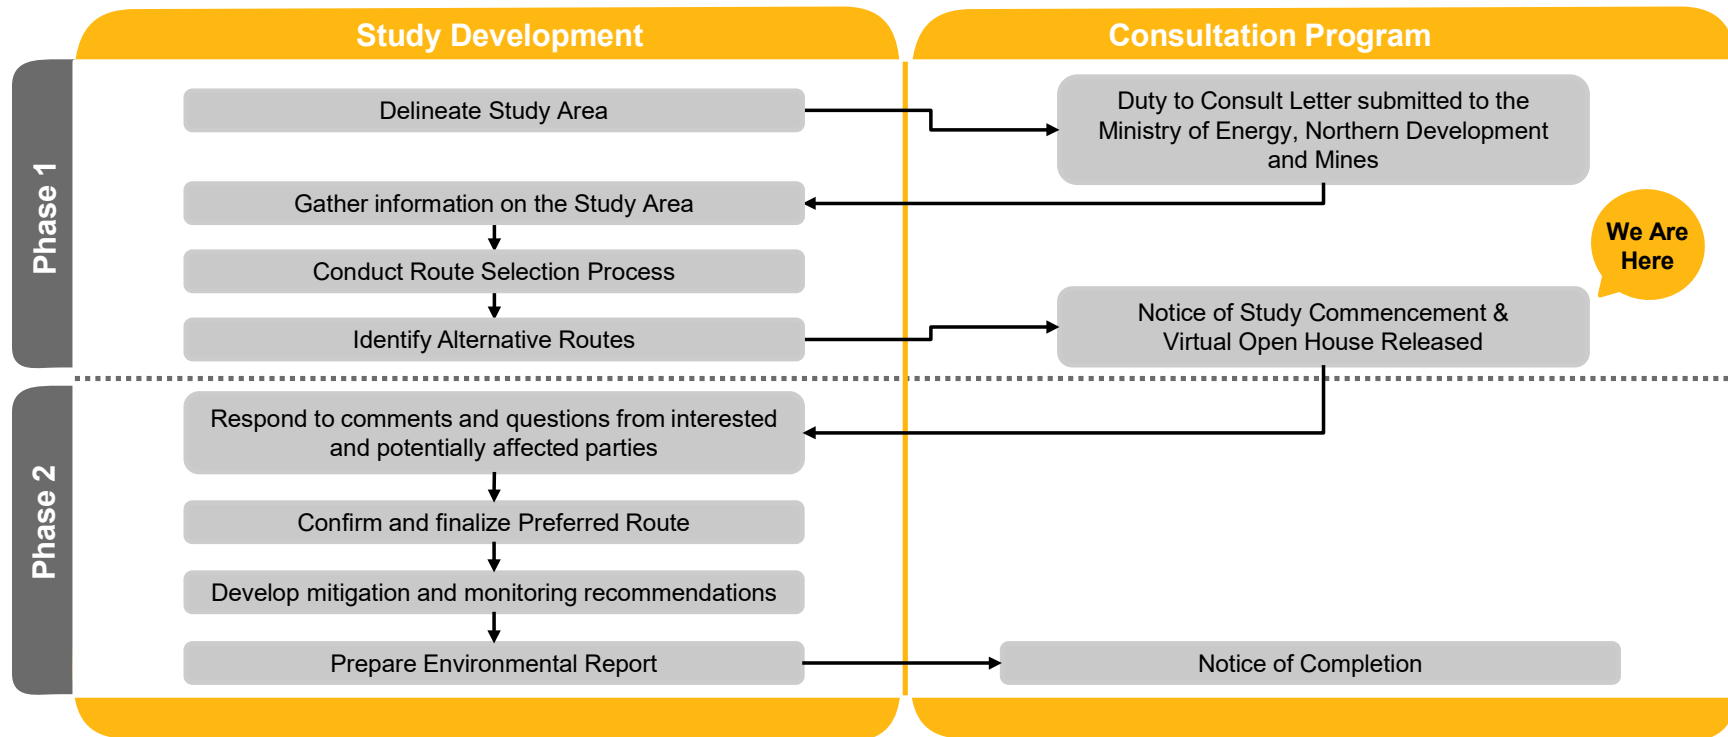 Study Development
Consultation Program
Phase 1
Delineate Study Area
Duty to Consult Letter submitted to the
Ministry of Energy, Northern Development
and Mines
Gather information on the Study Area
We Are
Here
Conduct Route Selection Process
Identify Alternative Routes
Notice of Study Commencement &
Virtual Open House Released
Phase 2
Respond to comments and questions from interested
and potentially affected parties
Confirm and finalize Preferred Route
Develop mitigation and monitoring recommendations
Prepare Environmental Report
Notice of Completion